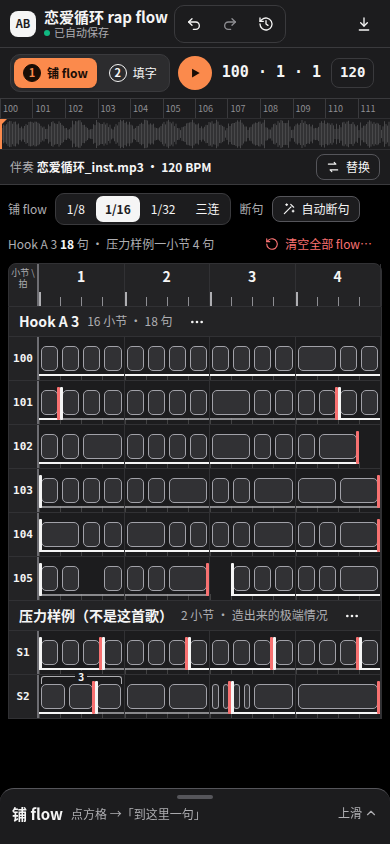 AB 恋爱循环 rap flow
已自动保存
1 铺 flow 2 填字 100 · 1 · 1 120
100 101 102 103 104 105 106 107 108 109 110 111
伴奏 恋爱循环_inst.mp3 · 120 BPM 替换
铺 flow 1/8 1/16 1/32 三连 断句 自动断句
Hook A 3 18 句 · 压力样例一小节 4 句 清空全部 flow…
小节 \ 拍 1 2 3 4
Hook A 3 16 小节 · 18 句 …
100
101
102
103
104
105
压力样例（不是这首歌） 2 小节 · 造出来的极端情况 …
S1
3
S2
铺 flow 点方格 →「到这里一句」 上滑